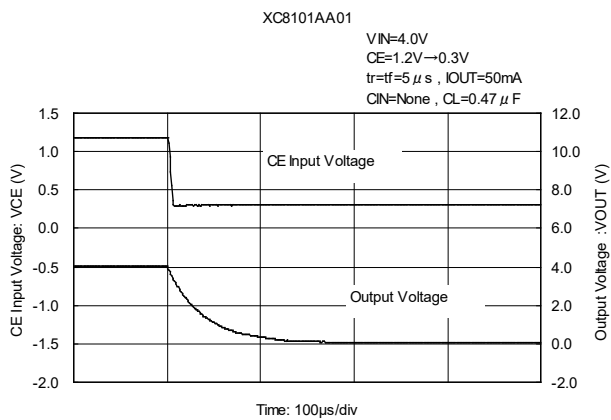 XC8101AA01
VIN=4.0V
CE=1.2V→0.3V
tr=tf=5μs , IOUT=50mA
CIN=None , CL=0.47μF
CE Input Voltage: VCE (V)
1.5
1.0
0.5
0.0
-0.5
-1.0
-1.5
-2.0
CE Input Voltage
Output Voltage
12.0
10.0
8.0
6.0
4.0
2.0
0.0
-2.0
Output Voltage :VOUT (V)
Time: 100μs/div